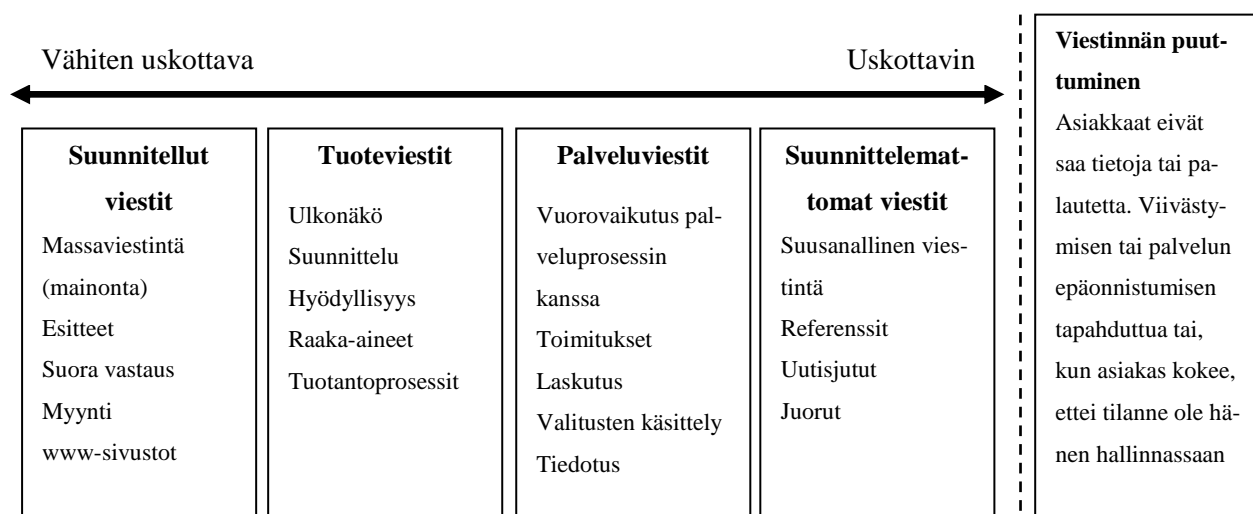 Vähiten uskottava
Uskottavin
Suunnitellut
viestit
Massaviestintä
(mainonta)
Esitteet
Suora vastaus
Myynti
www-sivustot
Tuoteviestit
Ulkonäkö
Suunnittelu
Hyödyllisyys
Raaka-aineet
Tuotantoprosessit
Palveluviestit
Vuorovaikutus pal-
veluprosessin
kanssa
Toimitukset
Laskutus
Valitusten käsittely
Tiedotus
Suunnittelemat-
tomat viestit
Suusanallinen vies-
tintä
Referenssit
Uutisjutut
Juorut
Viestinnän puut-
tuminen
Asiakkaat eivät
saa tietoja tai pa-
lautetta. Viivästy-
misen tai palvelun
epäonnistumisen
tapahduttua tai,
kun asiakas kokee,
ettei tilanne ole hä-
nen hallinnassaan